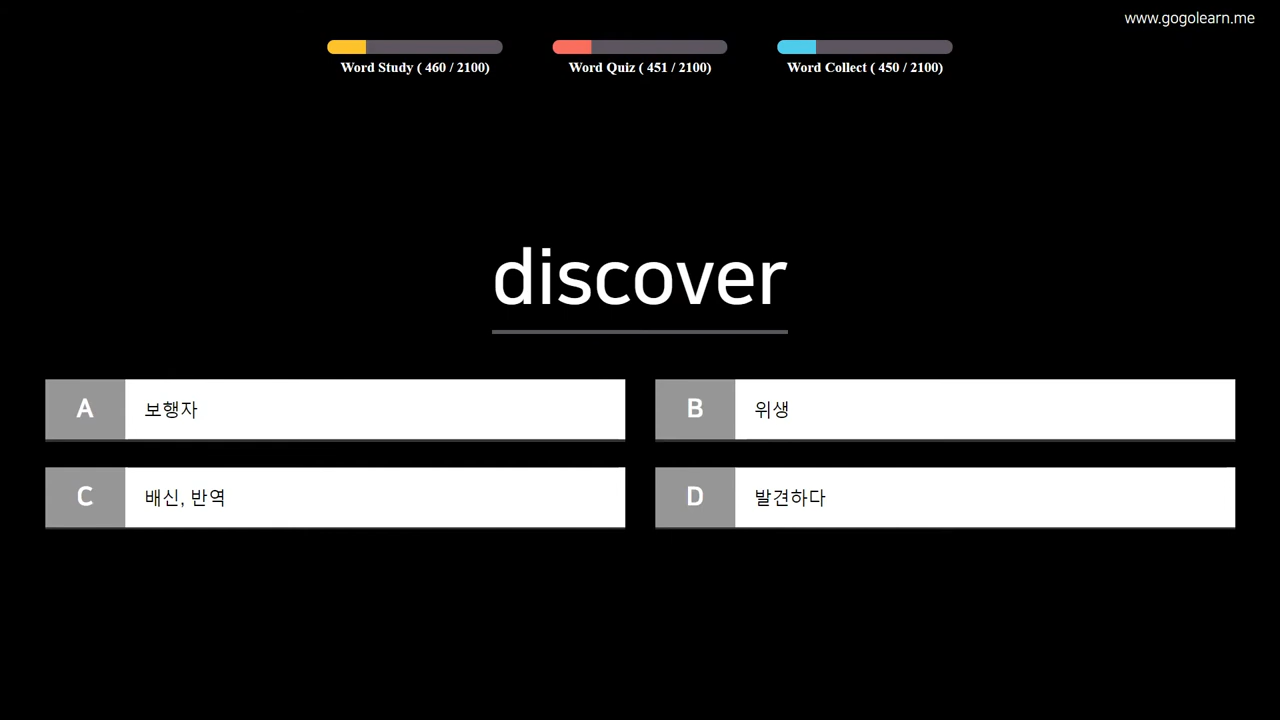 www.gogolearn.me
Word Study ( 460 / 2100)
Word Quiz ( 451 / 2100)
Word Collect ( 450 / 2100)
discover
A 보행자
B 위생
C 배신, 반역
D 발견하다